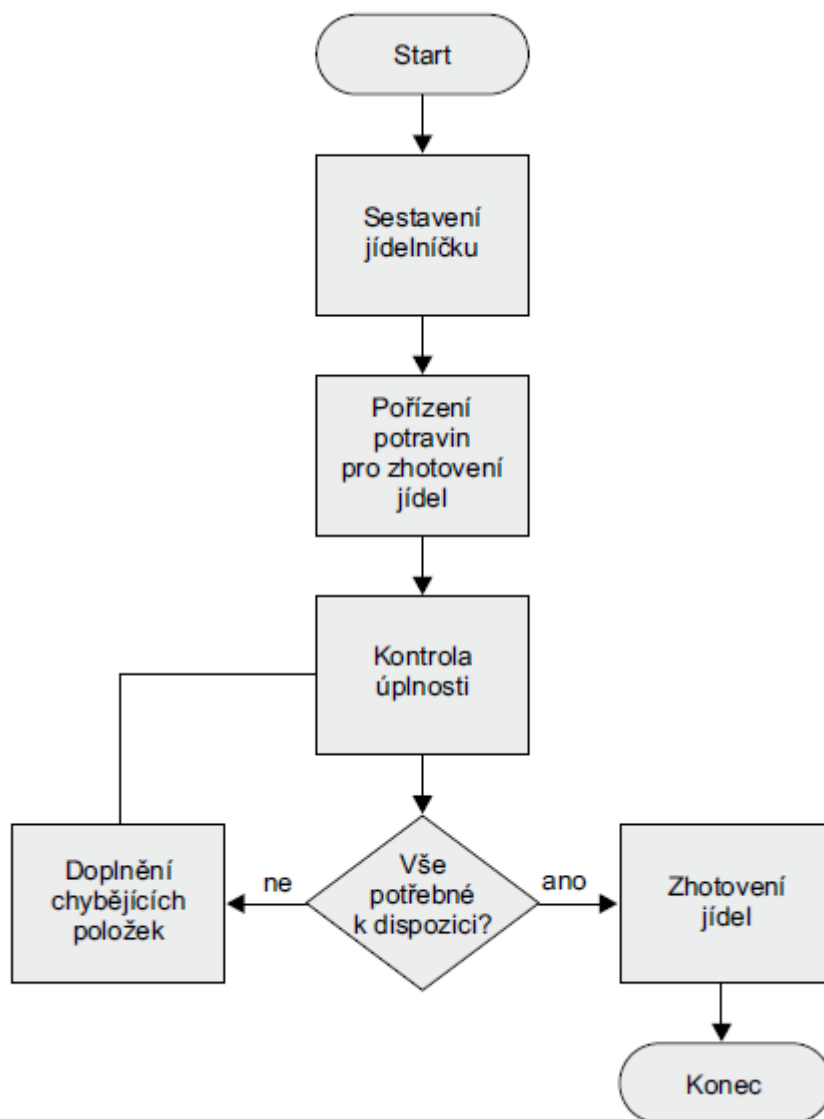 Start
Sestavení
jídelníčku
Pořízení
potravin
pro zhotovení
jídel
Kontrola
úplnosti
Doplnění
chybějících
položek
ne
Vše
potřebné
k dispozici?
ano
Zhotovení
jídel
Konec